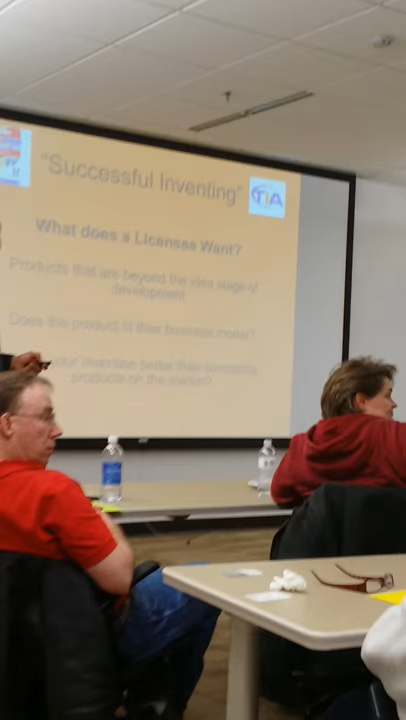 "Successful Inventing"
TiA
What does a Licensee Want?
Products that are beyond the idea stage of
development
Does the product fit their business model?
your invention better than competing
products on the market?